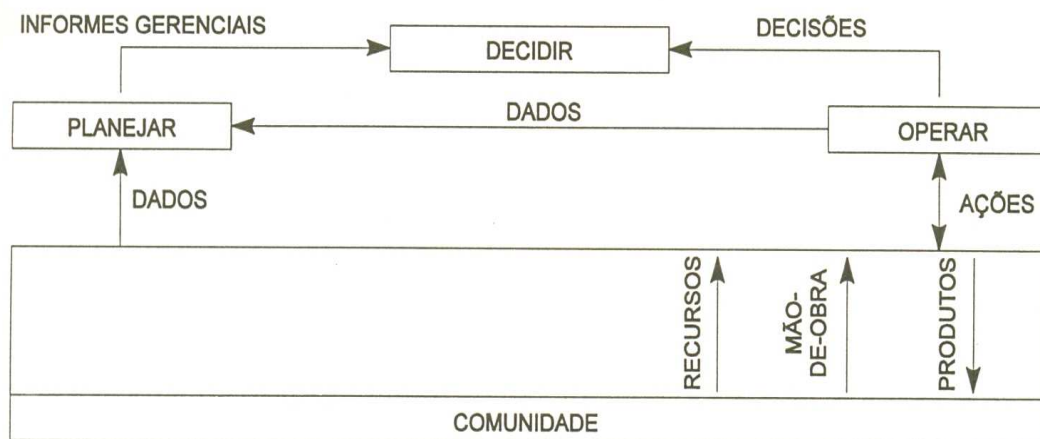 INFORMES GERENCIAIS
DECISÕES
DECIDIR
DADOS
PLANEJAR
OPERAR
DADOS
AÇÕES
RECURSOS
MÃO-
DE-OBRA
PRODUTOS
COMUNIDADE